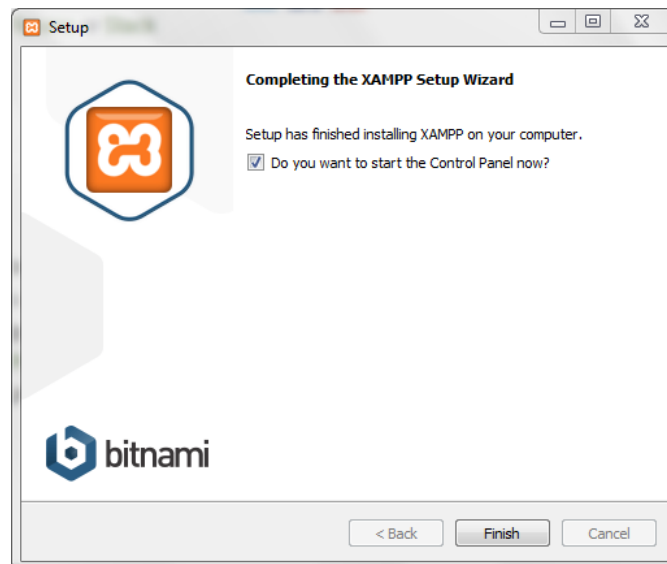 Setup
Completing the XAMPP Setup Wizard
Setup has finished installing XAMPP on your computer.
Do you want to start the Control Panel now?
bitnami
< Back
Finish
Cancel